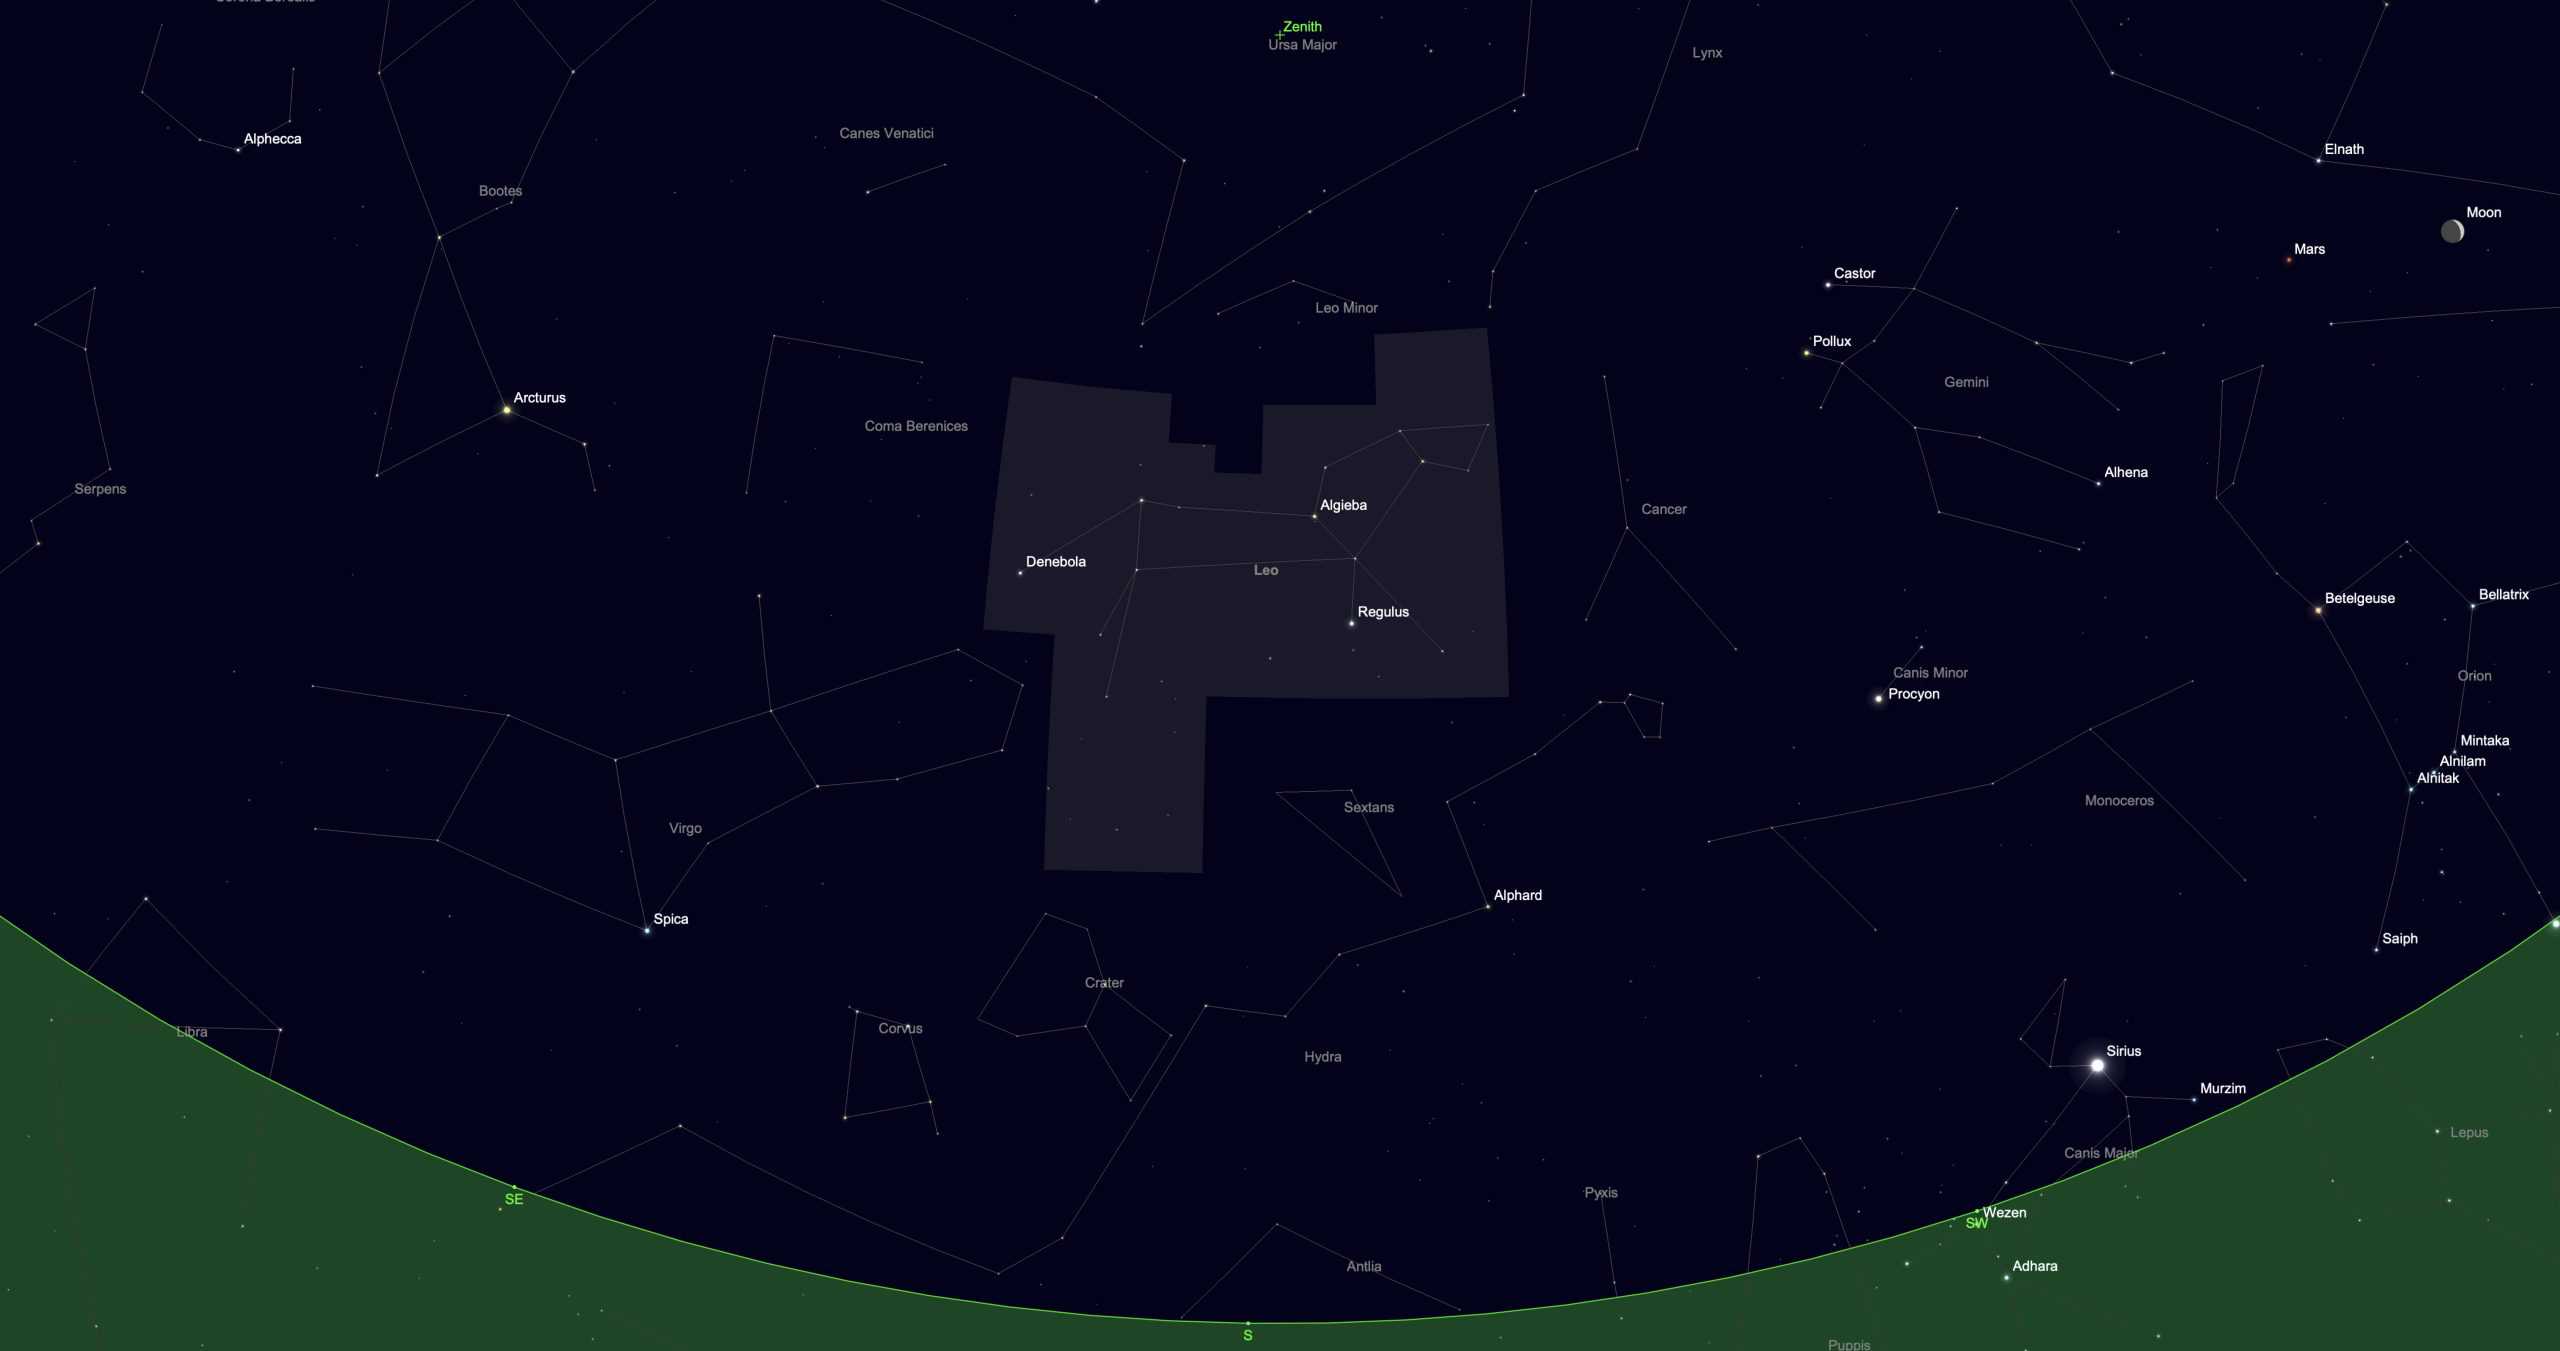 Corona Borealis
Zenith
Ursa Major
Lynx
Canes Venatici
Alphecca
Elnath
Bootes
Moon
Mars
Castor
Leo Minor
Pollux
Gemini
Arcturus
Coma Berenices
Alhena
Serpens
Algieba
Cancer
Denebola
Leo
Betelgeuse
Bellatrix
Regulus
Canis Minor
Orion
Procyon
Mintaka
Alnilam
Alnitak
Sextans
Monoceros
Virgo
Alphard
Spica
Saiph
Crater
Corvus
Libra
Hydra
Sirius
Murzim
Lepus
Canis Major
Pyxis
SE
Wezen
SW
Antlia
Adhara
S
Puppis